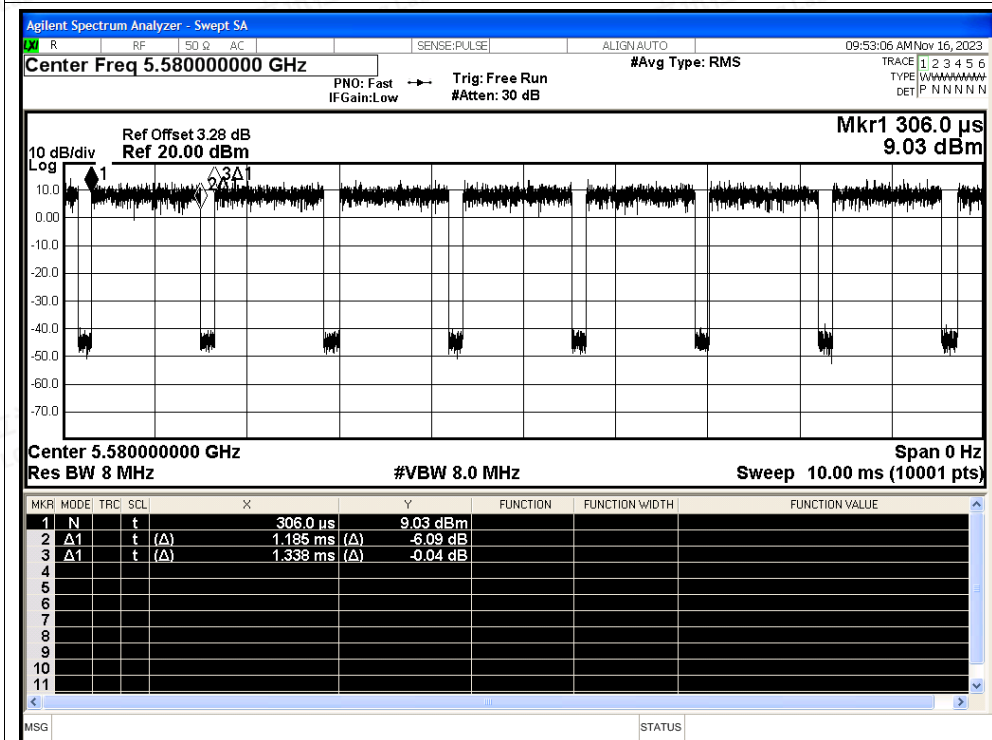 Agilent Spectrum Analyzer - Swept SA
LXI R RF 50 Ω AC SENSE:PULSE ALIGN AUTO 09:53:06 AM Nov 16, 2023
Center Freq 5.580000000 GHz
#Avg Type: RMS
TRACE 1 2 3 4 5 6
PNO: Fast Trig: Free Run
TYPE WWWWWW
IFGain:Low #Atten: 30 dB
DET P N N N N N
Mkr1 306.0 µs
Ref Offset 3.28 dB
10 dB/div Ref 20.00 dBm 9.03 dBm
Log
1
3Δ1
2Δ1
10.0
0.00
-10.0
-20.0
-30.0
-40.0
-50.0
-60.0
-70.0
Center 5.580000000 GHz Span 0 Hz
Res BW 8 MHz #VBW 8.0 MHz Sweep 10.00 ms (10001 pts)
MKR MODE TRC SCL X Y FUNCTION FUNCTION WIDTH FUNCTION VALUE
1 N t 306.0 µs 9.03 dBm
2 Δ1 t (Δ) 1.185 ms (Δ) -6.09 dB
3 Δ1 t (Δ) 1.338 ms (Δ) -0.04 dB
4
5
6
7
8
9
10
11
MSG STATUS